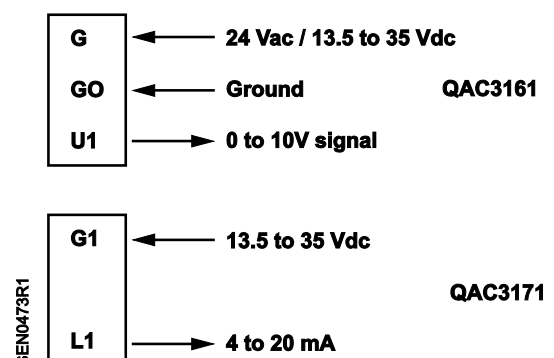 G 24 Vac / 13.5 to 35 Vdc
GO Ground QAC3161
U1 0 to 10V signal
G1 13.5 to 35 Vdc
QAC3171
L1 4 to 20 mA